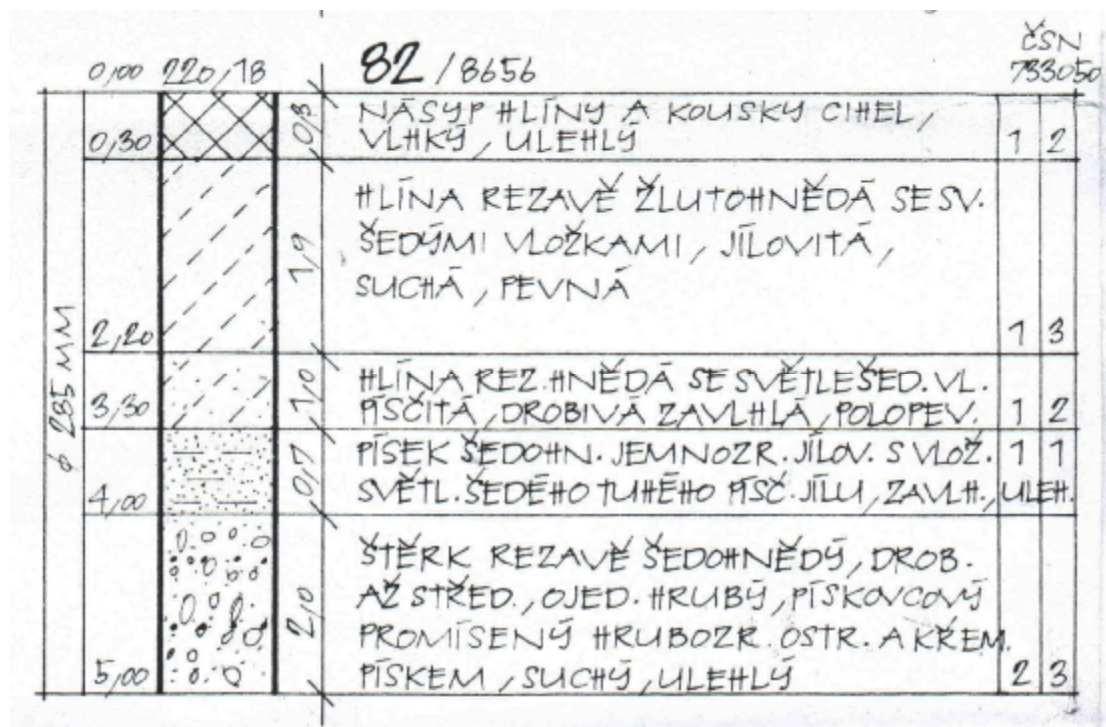 ČSN
0,00 220,18 82/8656 733050
NÁSYP HLÍNY A KOUSKY CIHEL,
0,30 0,3 VLHKÝ, ULEHLÝ 1 2
HLÍNA REZAVĚ ŽLUTOHNĚDÁ SE SV.
ŠEDÝMI VLOŽKAMI, JÍLOVITÁ,
1,9
SUCHÁ, PEVNÁ
φ 285 MM
2,20 1 3
HLÍNA REZ. HNĚDÁ SE SVĚTLEŠED. VL.
3,30 1,10 PÍSČITÁ, DROBIVÁ ZAVLHLÁ, POLOPEV. 1 2
PÍSEK ŠEDOHN. JEMNOZR. JÍLOV. S VLOŽ. 1 1
4,00 0,7 SVĚTL. ŠEDÉHO TUHÉHO PÍSČ. JÍLU, ZAVLH., ULEH.
ŠTĚRK REZAVĚ ŠEDOHNĚDÝ, DROB.
AŽ STŘED., OJED. HRUBÝ, PÍSKOVCOVÝ
2,0
PROMÍSENÝ HRUBOZR. OSTR. A KŘEM.
5,00 PÍSKEM, SUCHÝ, ULEHLÝ 2 3